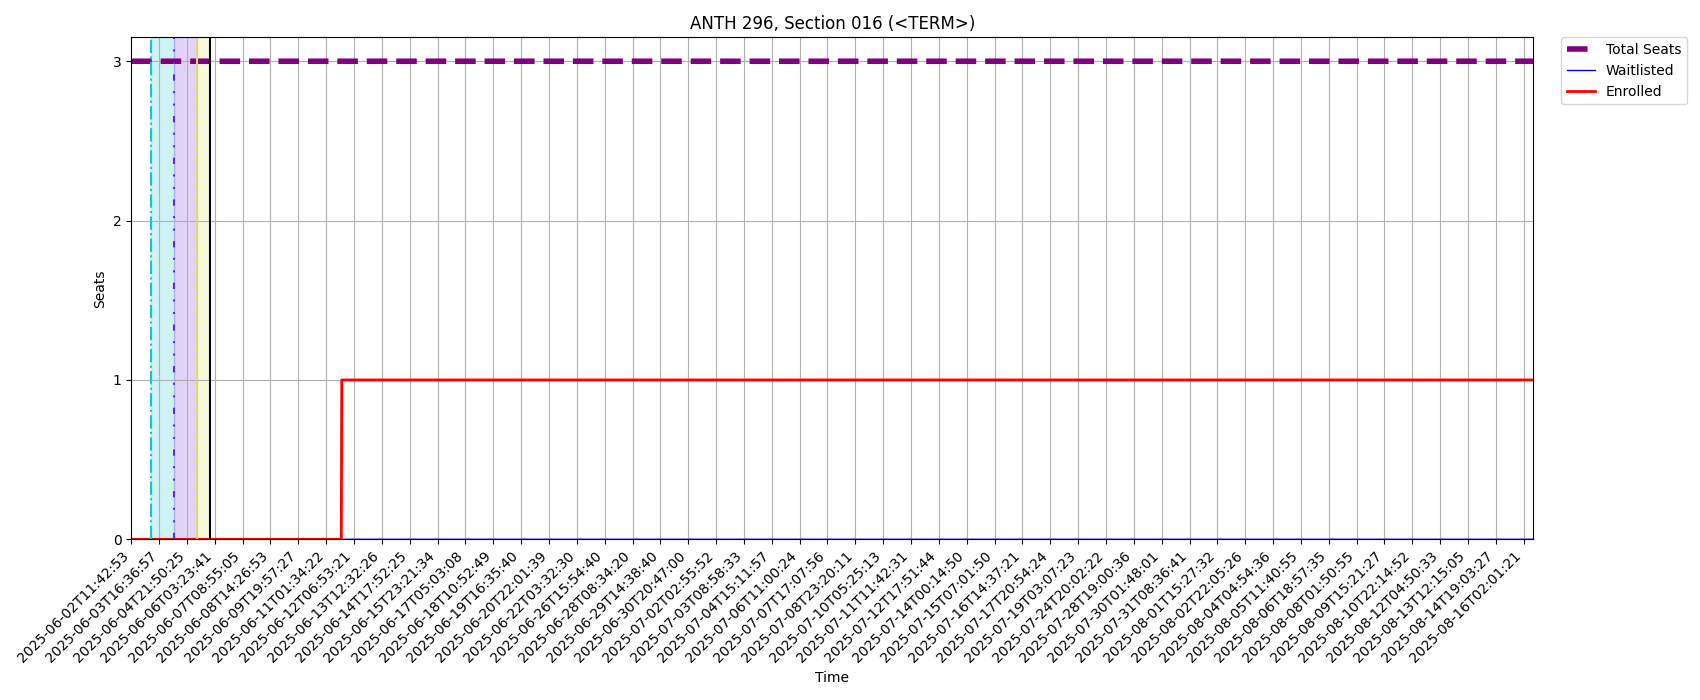 ANTH 296, Section 016 (<TERM>)
Total Seats
Waitlisted
Enrolled
Seats
3
2
1
0
2025-06-02T11:42:53
2025-06-03T16:36:57
2025-06-04T21:50:25
2025-06-06T03:23:41
2025-06-07T08:55:05
2025-06-08T14:26:53
2025-06-09T19:57:27
2025-06-11T01:34:22
2025-06-12T06:53:21
2025-06-13T12:32:26
2025-06-14T17:52:25
2025-06-15T23:21:34
2025-06-17T05:03:08
2025-06-18T10:52:49
2025-06-19T16:35:40
2025-06-20T22:01:39
2025-06-22T03:32:30
2025-06-26T15:54:40
2025-06-28T08:34:20
2025-06-29T14:38:40
2025-06-30T20:47:00
2025-07-02T02:55:52
2025-07-03T08:58:33
2025-07-04T15:11:57
2025-07-06T11:00:24
2025-07-07T17:07:56
2025-07-08T23:20:11
2025-07-10T05:25:13
2025-07-11T11:42:31
2025-07-12T17:51:44
2025-07-14T00:14:50
2025-07-15T07:01:50
2025-07-16T14:37:21
2025-07-17T20:54:24
2025-07-19T03:07:23
2025-07-24T20:02:22
2025-07-28T19:00:36
2025-07-30T01:48:01
2025-07-31T08:36:41
2025-08-01T15:27:32
2025-08-02T22:05:26
2025-08-04T04:54:36
2025-08-05T11:40:55
2025-08-06T18:57:35
2025-08-08T01:50:55
2025-08-09T15:21:27
2025-08-10T22:14:52
2025-08-12T04:50:33
2025-08-13T12:15:05
2025-08-14T19:03:27
2025-08-16T02:01:21
Time